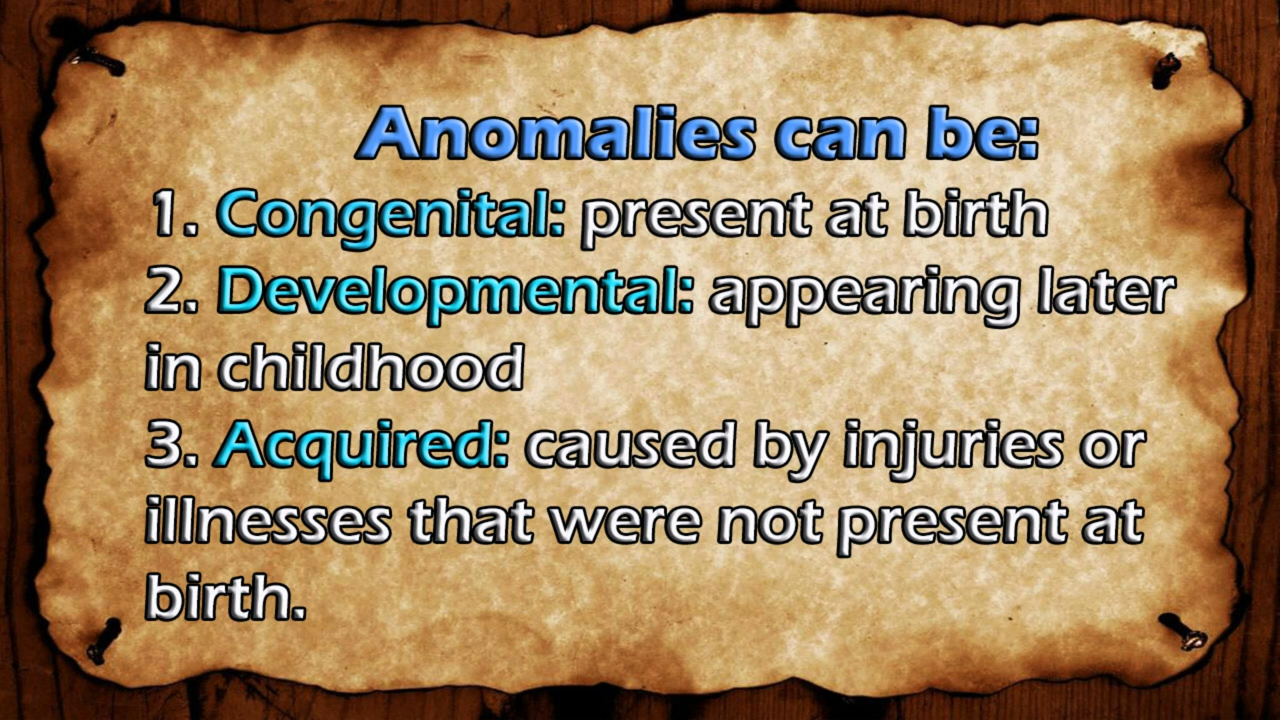 Anomalies can be:
1. Congenital: present at birth
2. Developmental: appearing later
in childhood
3. Acquired: caused by injuries or
illnesses that were not present at
birth.